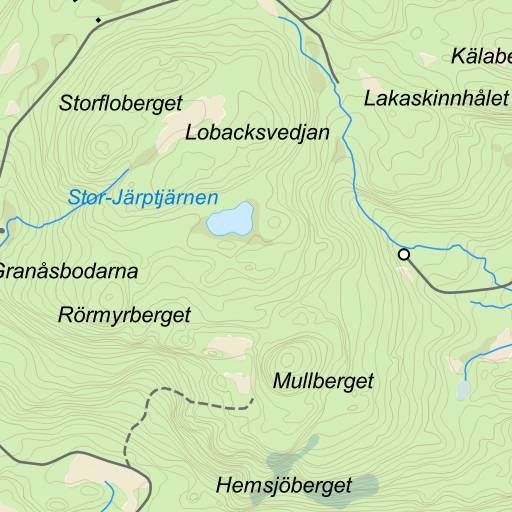 Kälabe
Lakaskinnhålet
Storfloberget
Lobacksvedjan
Stor-Järptjärnen
Granåsbodarna
Rörmyrberget
Mullberget
Hemsjöberget